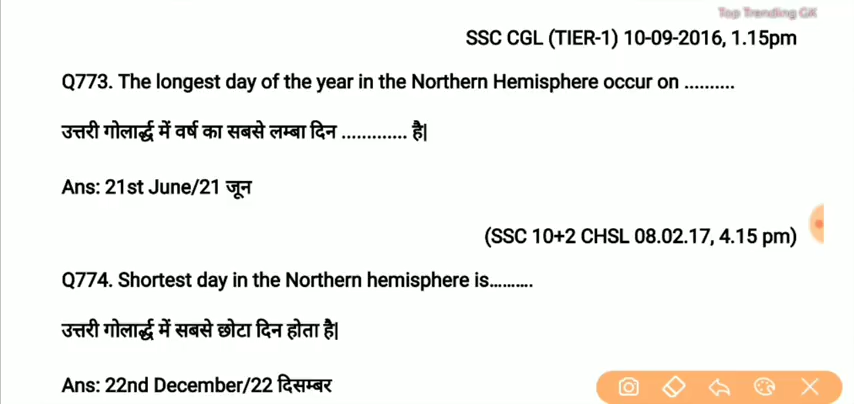 Top Trending GK
SSC CGL (TIER-1) 10-09-2016, 1.15pm
Q773. The longest day of the year in the Northern Hemisphere occur on ..........
उत्तरी गोलार्द्ध में वर्ष का सबसे लम्बा दिन ............. है|
Ans: 21st June/21 जून
(SSC 10+2 CHSL 08.02.17, 4.15 pm)
Q774. Shortest day in the Northern hemisphere is..........
उत्तरी गोलार्द्ध में सबसे छोटा दिन होता है|
Ans: 22nd December/22 दिसम्बर